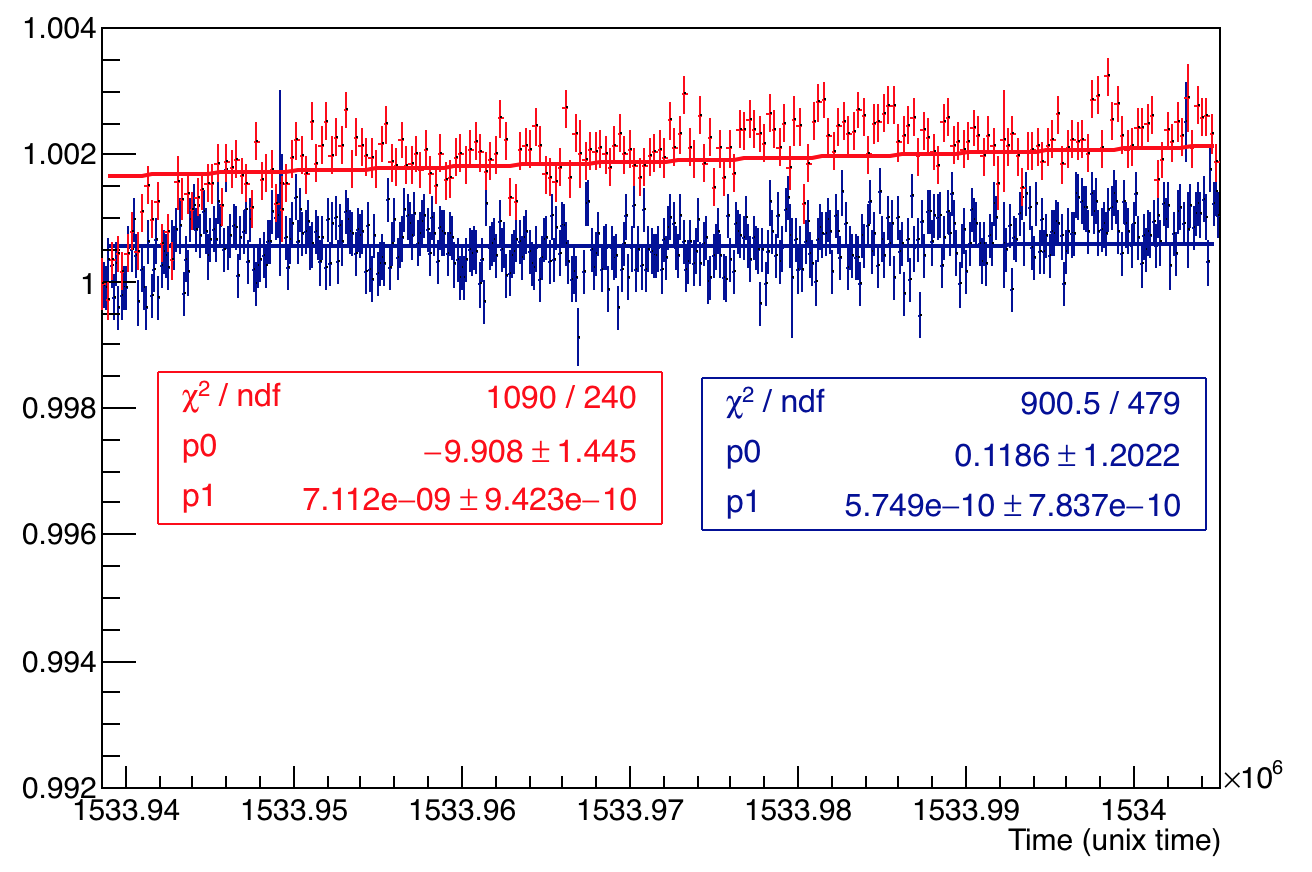 1.004
1.002
1
0.998
0.996
0.994
0.992
χ² / ndf 1090 / 240
p0 −9.908 ± 1.445
p1 7.112e−09 ± 9.423e−10
χ² / ndf 900.5 / 479
p0 0.1186 ± 1.2022
p1 5.749e−10 ± 7.837e−10
1533.94 1533.95 1533.96 1533.97 1533.98 1533.99 1534
×10⁶
Time (unix time)